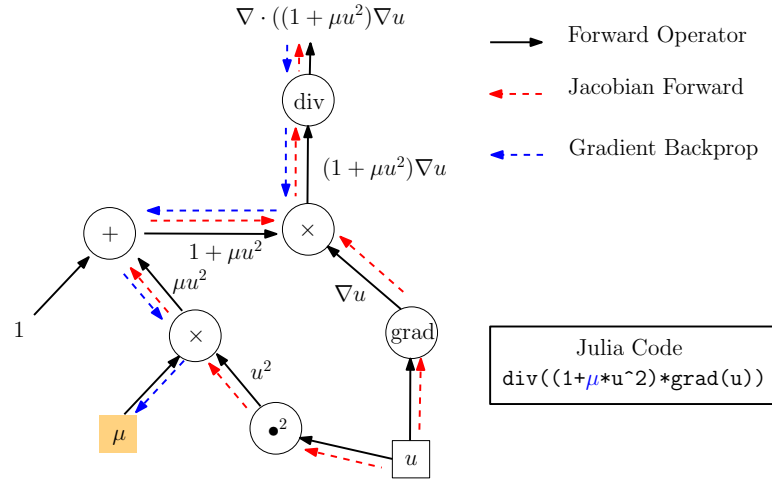 ∇ · ((1 + μu²)∇u
Forward Operator
Jacobian Forward
div
Gradient Backprop
(1 + μu²)∇u
+
×
1 + μu²
μu²
∇u
1
×
grad
Julia Code
div((1+μ*u^2)*grad(u))
u²
μ
•²
u